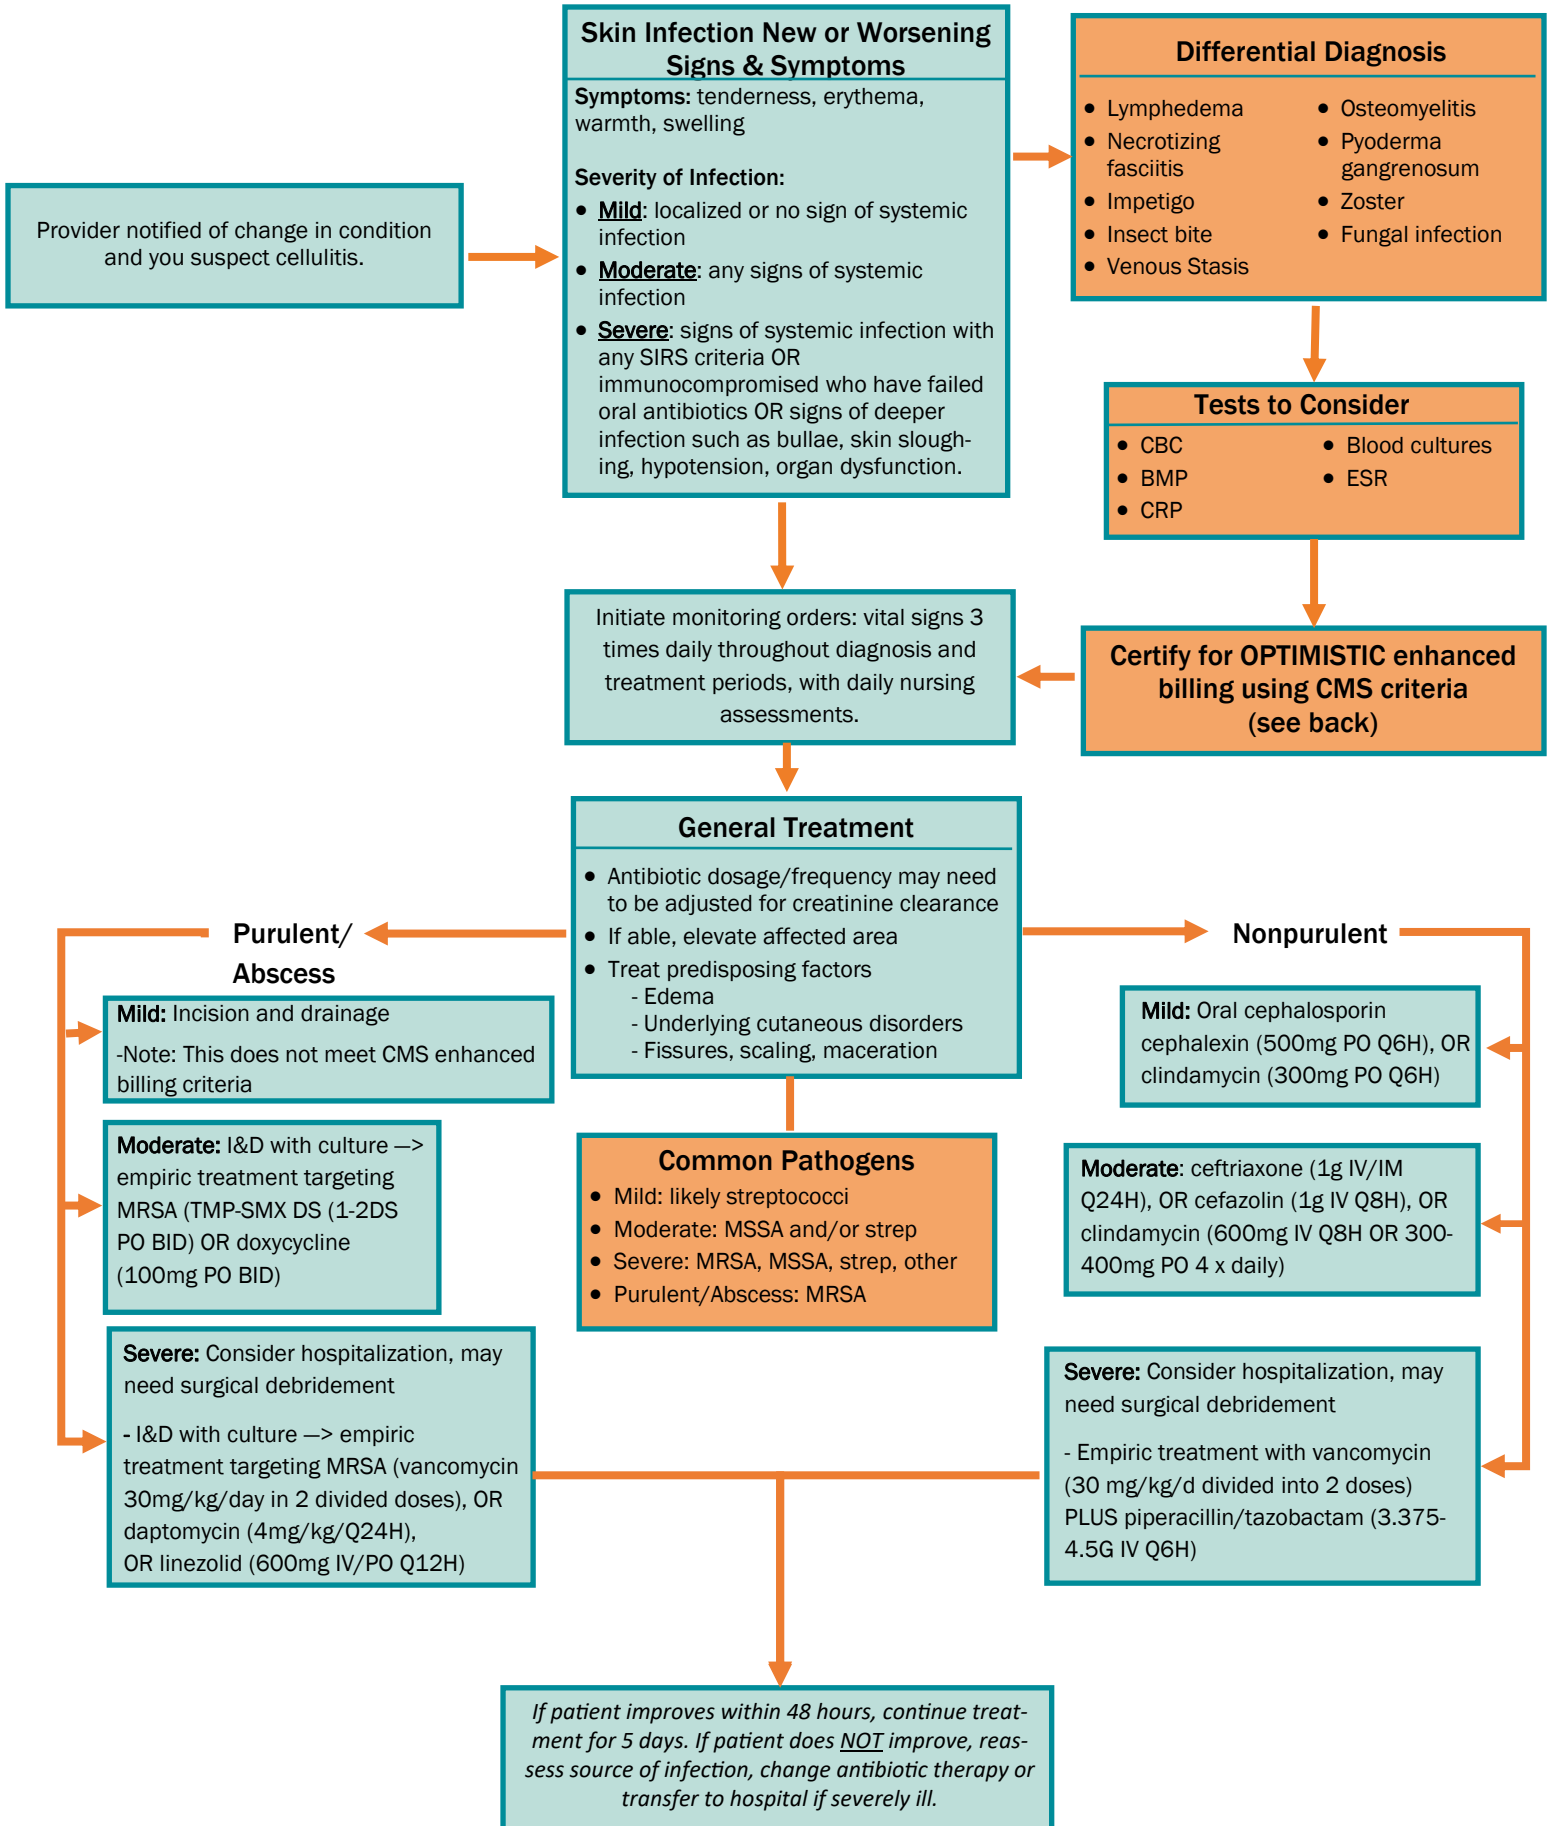 Skin Infection New or Worsening
Signs & Symptoms
Symptoms: tenderness, erythema,
warmth, swelling
Severity of Infection:
• Mild: localized or no sign of systemic
infection
• Moderate: any signs of systemic
infection
• Severe: signs of systemic infection with
any SIRS criteria OR
immunocompromised who have failed
oral antibiotics OR signs of deeper
infection such as bullae, skin slough-
ing, hypotension, organ dysfunction.
Provider notified of change in condition
and you suspect cellulitis.
Differential Diagnosis
• Lymphedema
• Necrotizing
fasciitis
• Impetigo
• Insect bite
• Venous Stasis
• Osteomyelitis
• Pyoderma
gangrenosum
• Zoster
• Fungal infection
Tests to Consider
• CBC
• BMP
• CRP
• Blood cultures
• ESR
Certify for OPTIMISTIC enhanced
billing using CMS criteria
(see back)
Initiate monitoring orders: vital signs 3
times daily throughout diagnosis and
treatment periods, with daily nursing
assessments.
General Treatment
• Antibiotic dosage/frequency may need
to be adjusted for creatinine clearance
• If able, elevate affected area
• Treat predisposing factors
- Edema
- Underlying cutaneous disorders
- Fissures, scaling, maceration
Purulent/
Abscess
Mild: Incision and drainage
-Note: This does not meet CMS enhanced
billing criteria
Moderate: I&D with culture —>
empiric treatment targeting
MRSA (TMP-SMX DS (1-2DS
PO BID) OR doxycycline
(100mg PO BID)
Severe: Consider hospitalization, may
need surgical debridement
- I&D with culture —> empiric
treatment targeting MRSA (vancomycin
30mg/kg/day in 2 divided doses), OR
daptomycin (4mg/kg/Q24H),
OR linezolid (600mg IV/PO Q12H)
Common Pathogens
• Mild: likely streptococci
• Moderate: MSSA and/or strep
• Severe: MRSA, MSSA, strep, other
• Purulent/Abscess: MRSA
Nonpurulent
Mild: Oral cephalosporin
cephalexin (500mg PO Q6H), OR
clindamycin (300mg PO Q6H)
Moderate: ceftriaxone (1g IV/IM
Q24H), OR cefazolin (1g IV Q8H), OR
clindamycin (600mg IV Q8H OR 300-
400mg PO 4 x daily)
Severe: Consider hospitalization, may
need surgical debridement
- Empiric treatment with vancomycin
(30 mg/kg/d divided into 2 doses)
PLUS piperacillin/tazobactam (3.375-
4.5G IV Q6H)
If patient improves within 48 hours, continue treat-
ment for 5 days. If patient does NOT improve, reas-
sess source of infection, change antibiotic therapy or
transfer to hospital if severely ill.